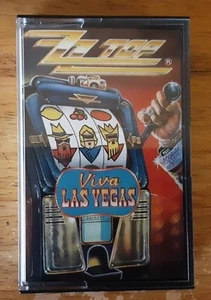 ZZ TOP
®
Viva
LAS VEGAS